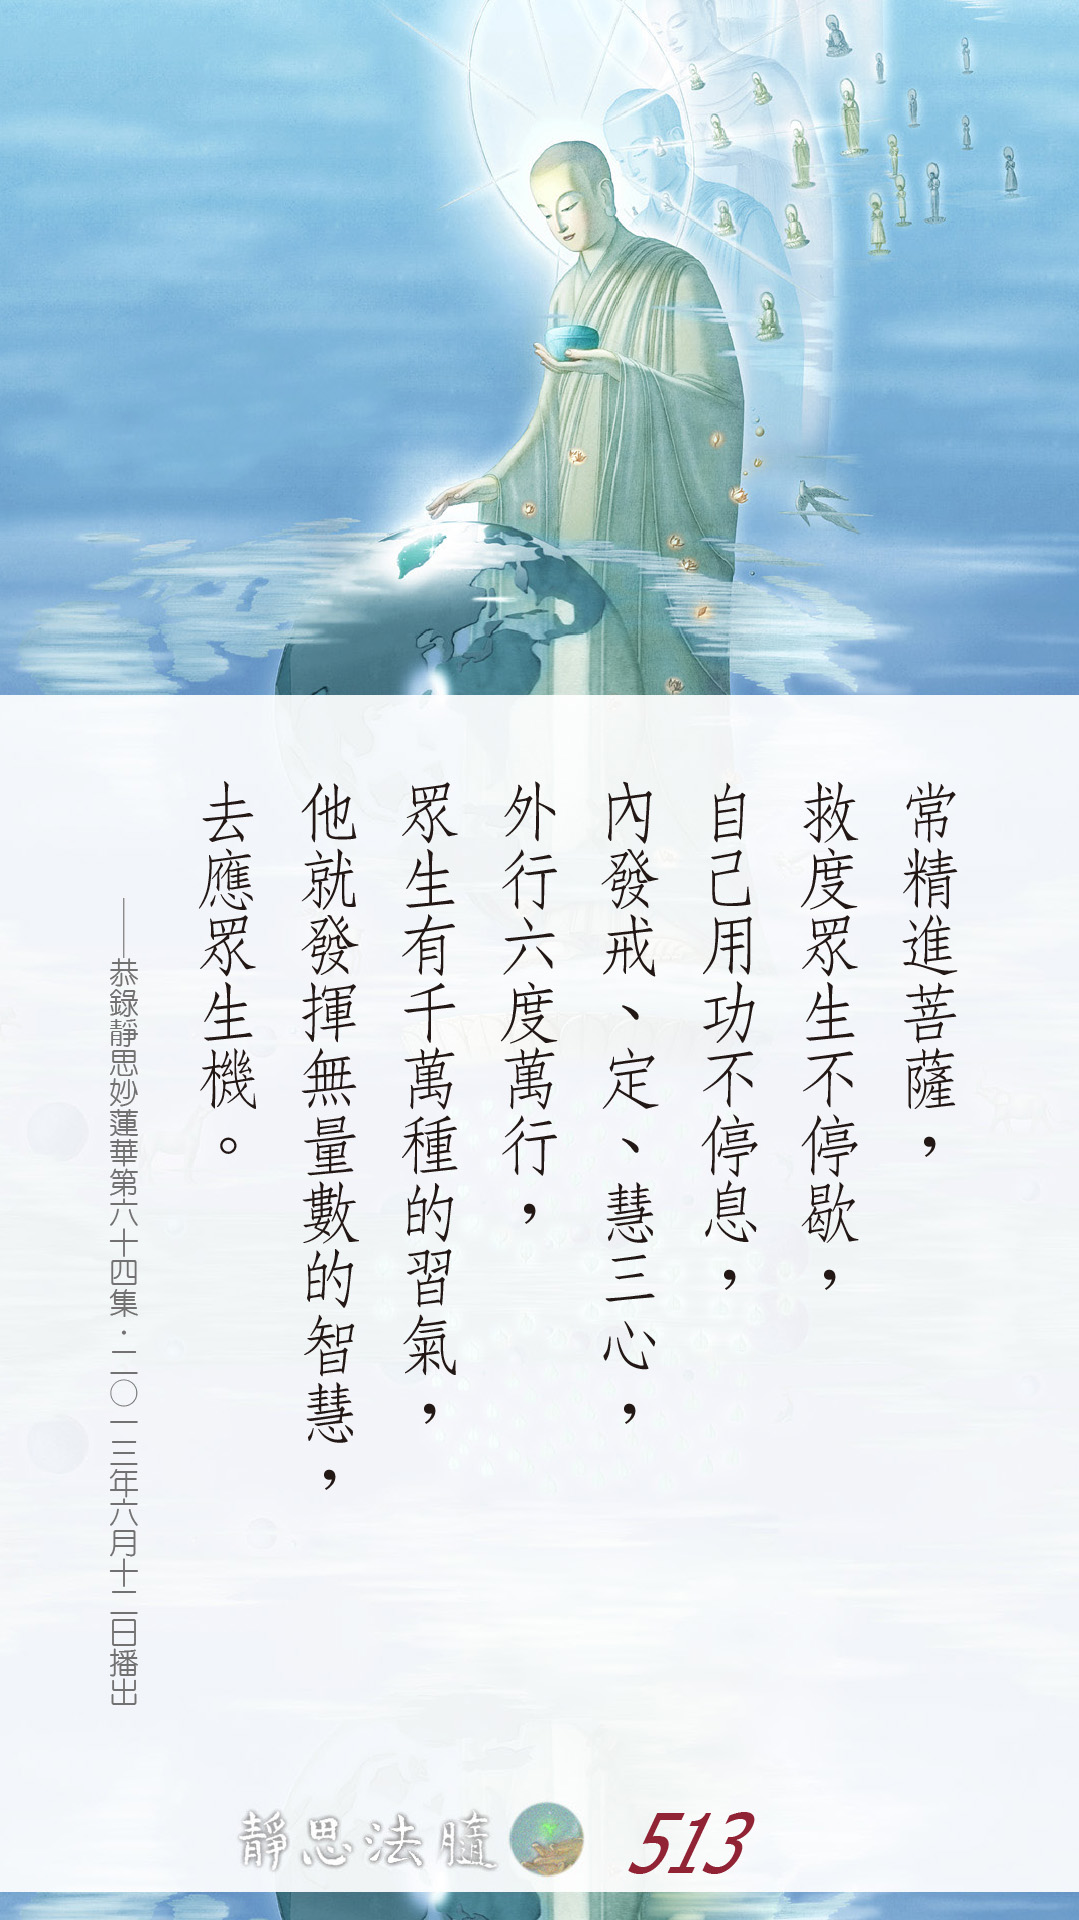 常精進菩薩，
救度眾生不停歇，
自己用功不停息，
內發戒、定、慧三心，
外行六度萬行，
眾生有千萬種的習氣，
他就發揮無量數的智慧，
去應眾生機。
——恭錄靜思妙蓮華第六十四集．二〇一三年六月十二日播出
靜思法髓 513